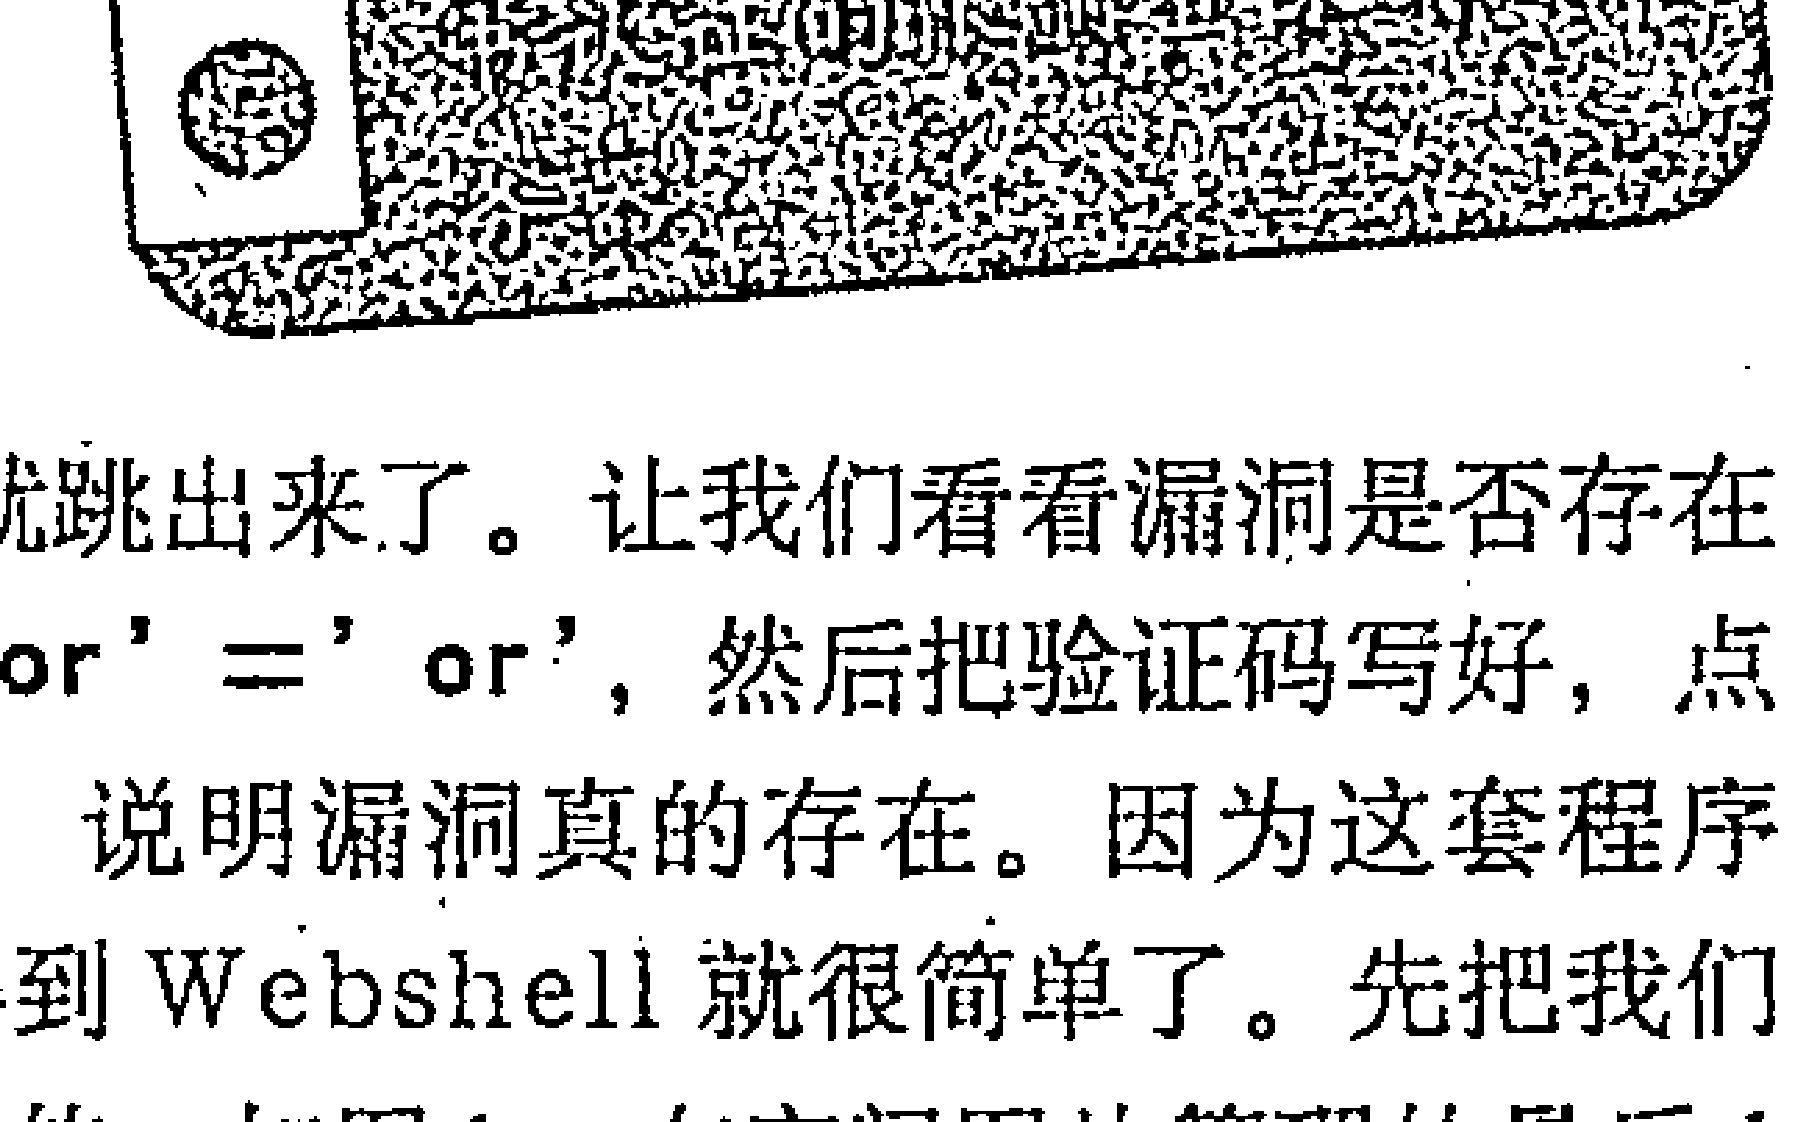 就跳出来了。让我们看看漏洞是否存在
or’=’or’，然后把验证码写好，点
说明漏洞真的存在。因为这套程序
到 Webshell 就很简单了。先把我们